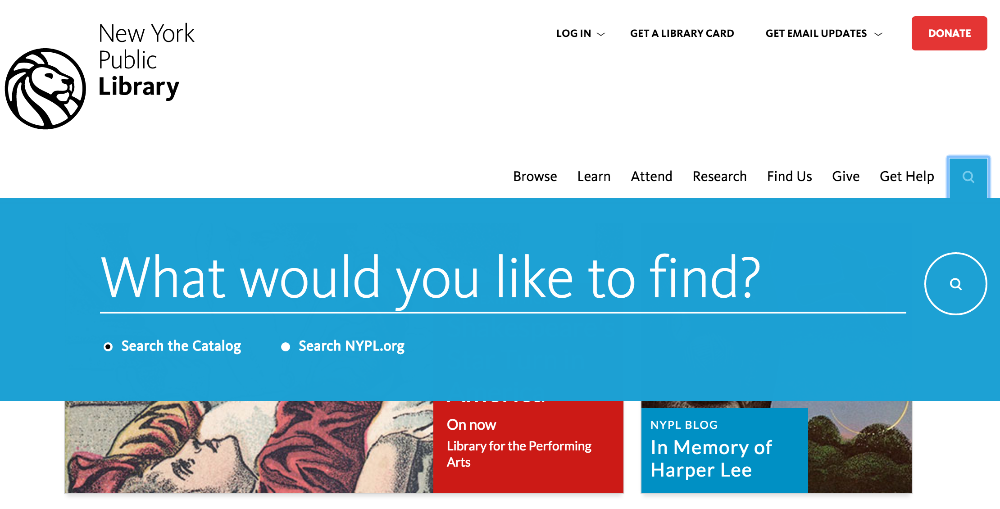 New York
Public
Library
LOG IN
GET A LIBRARY CARD
GET EMAIL UPDATES
DONATE
Browse
Learn
Attend
Research
Find Us
Give
Get Help
What would you like to find?
Search the Catalog
Search NYPL.org
On now
Library for the Performing
Arts
NYPL BLOG
In Memory of
Harper Lee